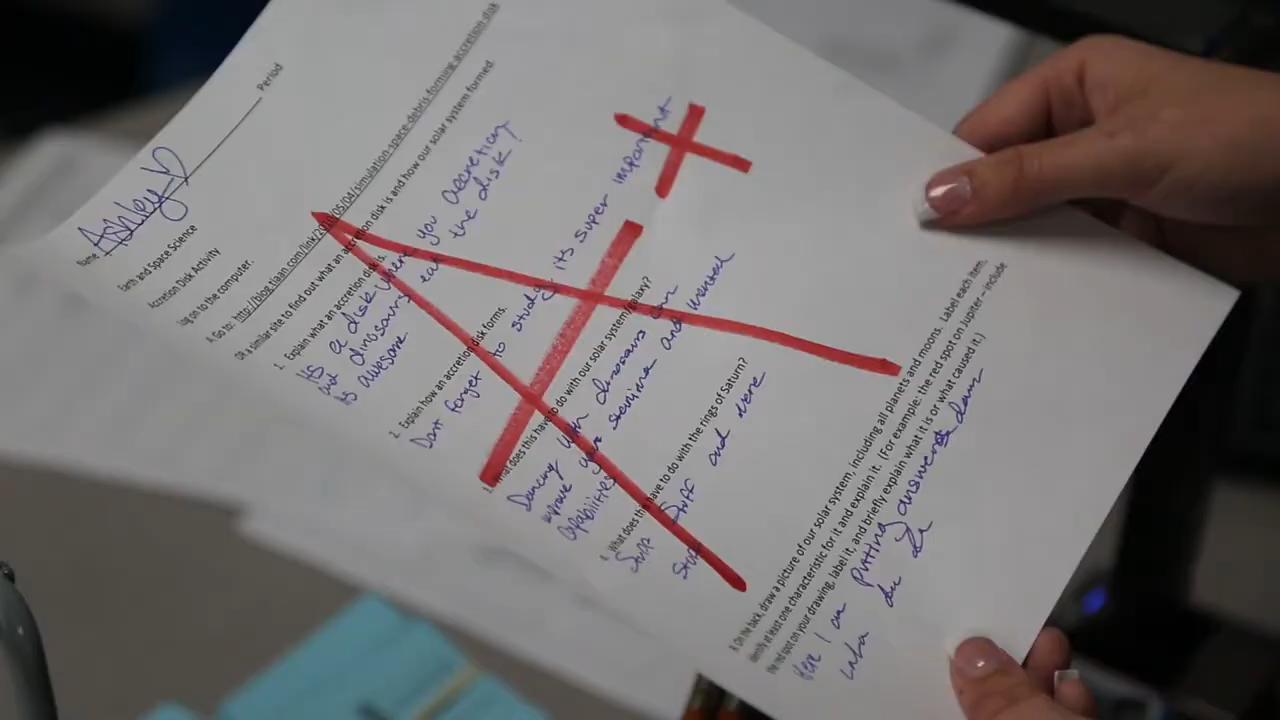 Name Ashley D Period
Earth and Space Science
Accretion Disk Activity
Log on to the computer.
A. Go to: http://blog.tlaan.com/link/2010/05/04/simulation-space-debris-forming-accretion-disk
OR a similar site to find out what an accretion disk is and how our solar system formed.
1. Explain what an accretion disk is.
Its a disk where you accretion
and dinosaurs eat the disk!
Its awesome
2. Explain how an accretion disk forms.
Dont forget to study its super important
3. What does this have to do with our solar system/galaxy?
Dancing with dinosaurs can
improve your stamina and mental
capabilities
4. What does this have to do with the rings of Saturn?
Stuff Stuff and more
stuff
On the back, draw a picture of our solar system, including all planets and moons. Label each item.
Identify at least one characteristic for it and explain it. (For example: the red spot on Jupiter – include
the red spot on your drawing, label it, and briefly explain what it is or what caused it.)
Here I am putting answers down
A+